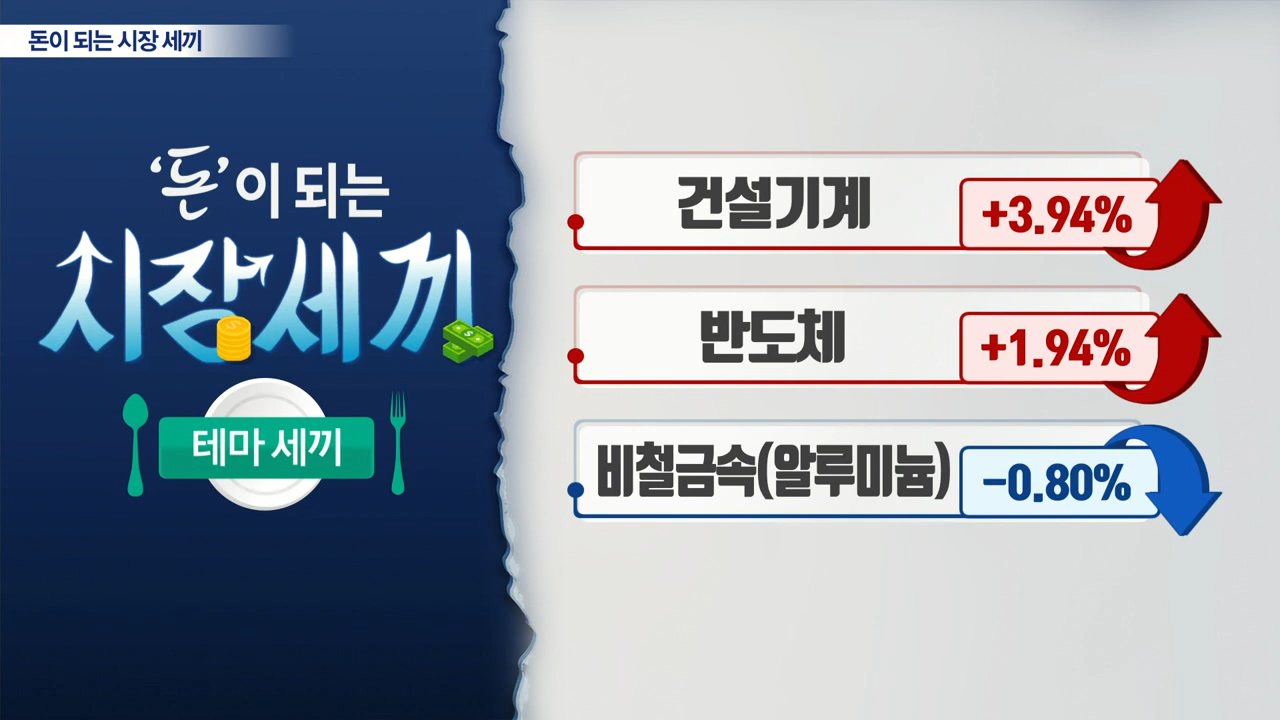 돈이 되는 시장 세끼
‘돈’이 되는
시장세끼
테마 세끼
건설기계
+3.94%
반도체
+1.94%
비철금속(알루미늄)
-0.80%